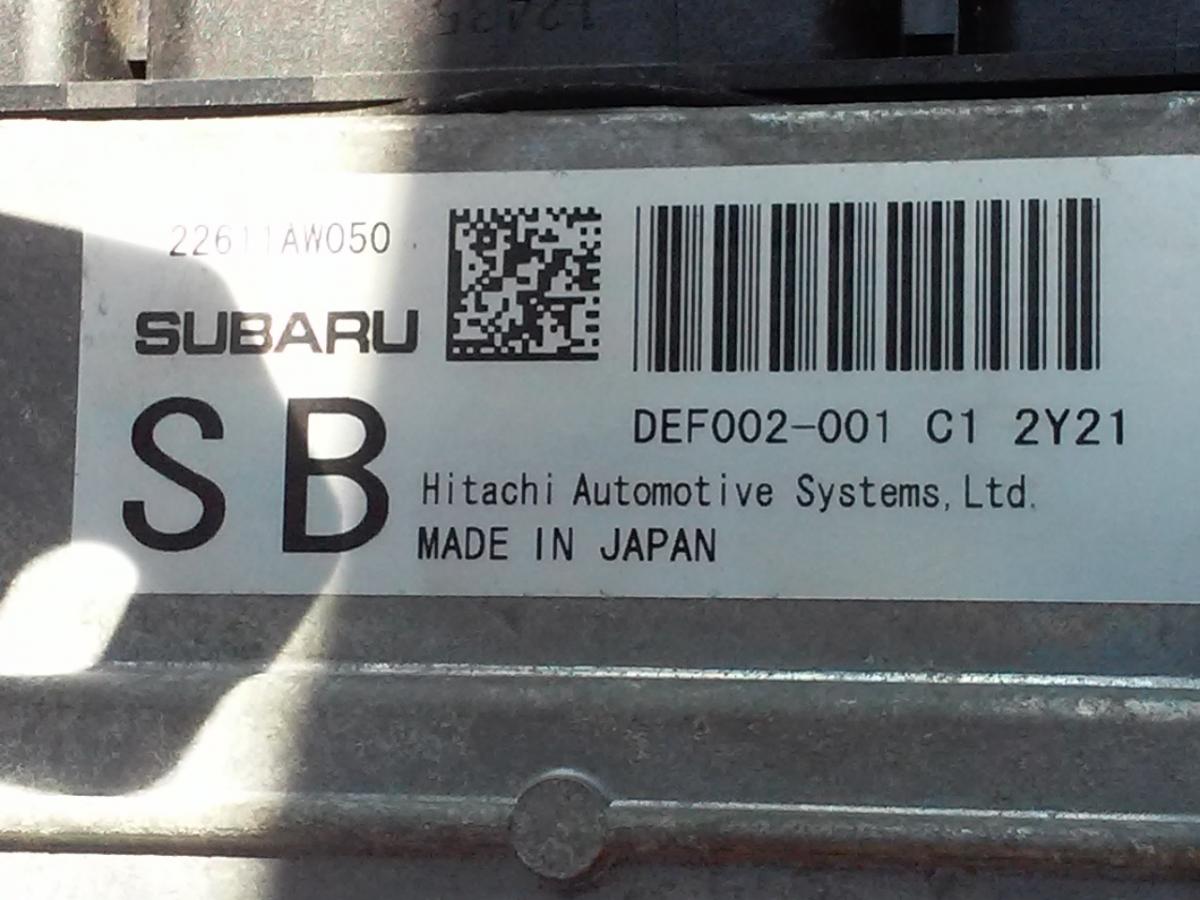 22611AW050
SUBARU
SB
DEF002-001 C1 2Y21
Hitachi Automotive Systems, Ltd.
MADE IN JAPAN